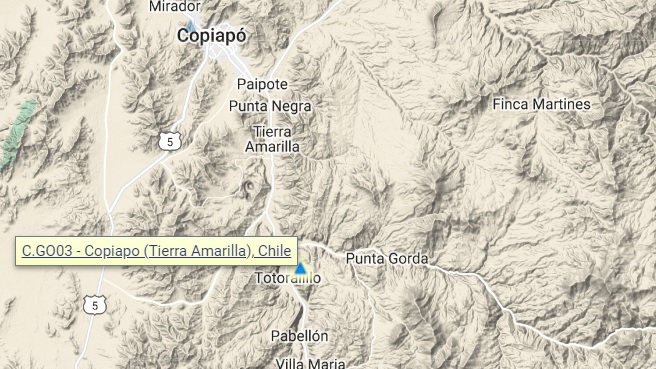 Mirador
Copiapó
Paipote
Punta Negra
Finca Martines
Tierra
Amarilla
5
C.GO03 - Copiapo (Tierra Amarilla), Chile
Punta Gorda
Totoralillo
5
Pabellón
Villa Maria